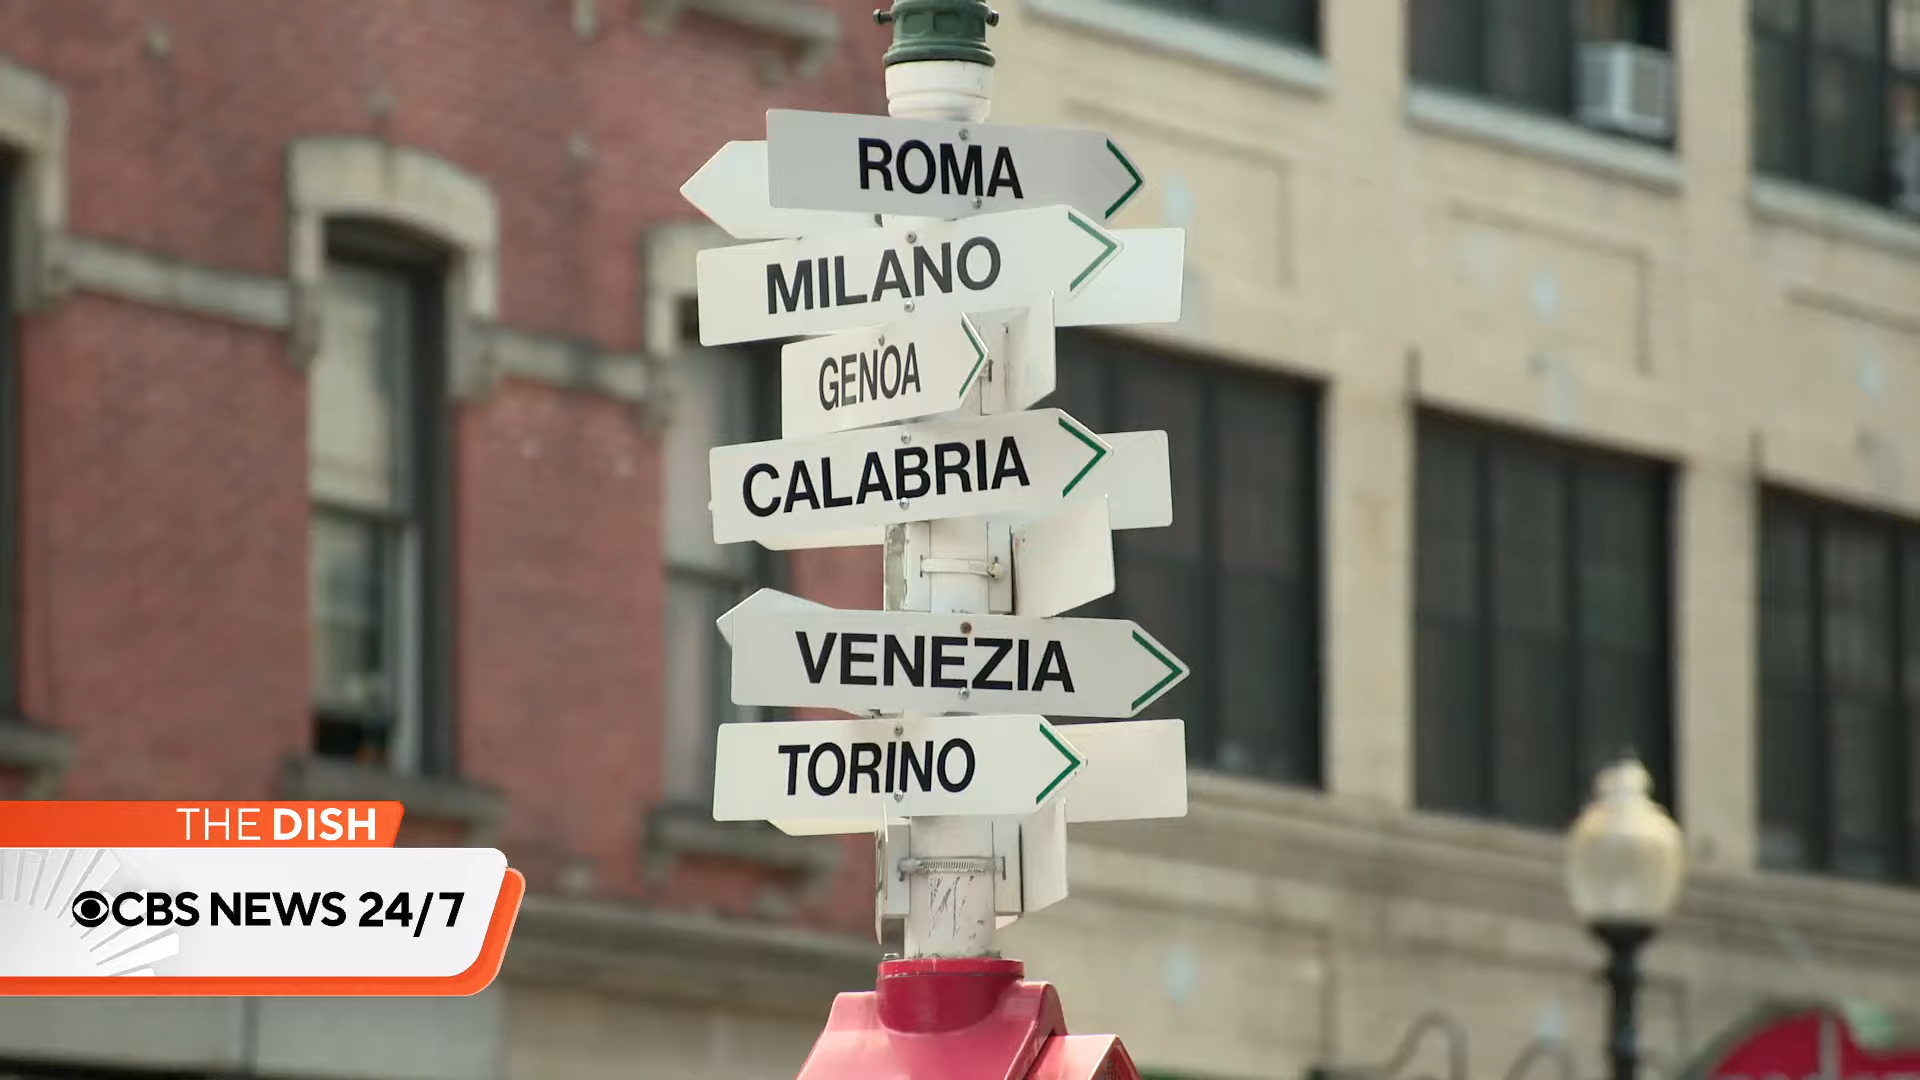 ROMA
MILANO
GENOA
CALABRIA
VENEZIA
TORINO
THE DISH
CBS NEWS 24/7